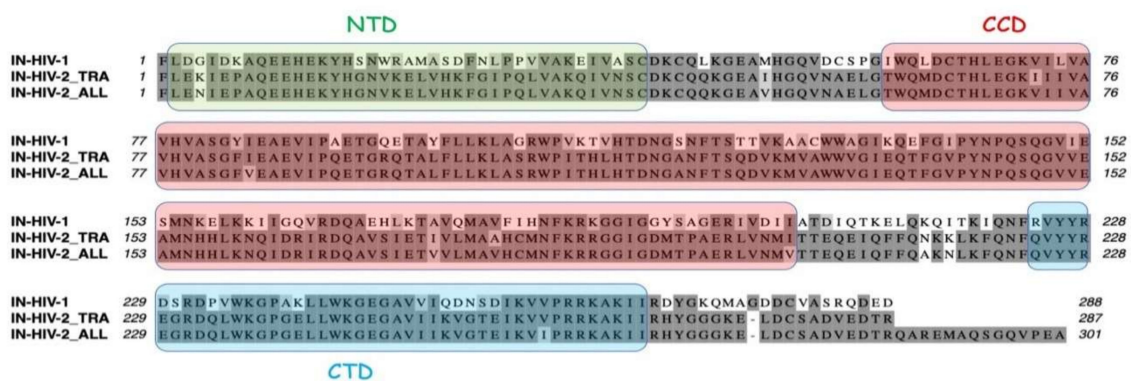 NTD CCD
IN-HIV-1 1 FLDGIDKAQEEHEKYHSNWRAMASDFNLPPVVAKEIVASCDKCQLKGEAMHGQVDCSPGIWQLDCTHLEGKVILVA 76
IN-HIV-2_TRA 1 FLEKIEPAQEEHEKYHGNVKELVHKFGIPQLVAKQIVNSCDKCQQKGEAIHGQVNAELGTWQMDCTHLEGKIIIVA 76
IN-HIV-2_ALL 1 FLENIEPAQEEHEKYHGNVKELVHKFGIPQLVAKQIVNSCDKCQQKGEAVHGQVNAELGTWQMDCTHLEGKVIIVA 76
IN-HIV-1 77 VHVASGYIEAEVIPAETGQETAYFLLKLAGRWPVKTVHTDNGSNFTSTTVKAACWWAGIKQEFGIPYNPQSQGVIE 152
IN-HIV-2_TRA 77 VHVASGFIEAEVIPQETGRQTALFLLKLASRWPITHLHTDNGANFTSQDVKMVAWWVGIEQTFGVPYNPQSQGVVE 152
IN-HIV-2_ALL 77 VHVASGFVEAEVIPQETGRQTALFLLKLASRWPITHLHTDNGANFTSQDVKMVAWWVGIEQTFGVPYNPQSQGVVE 152
IN-HIV-1 153 SMNKELKKIIGQVRDQAEHLKTAVQMAVFIHNFKRKGGIGGYSAGERIVDIIATDIQTKELQKQITKIQNFRVYYR 228
IN-HIV-2_TRA 153 AMNHHLKNQIDRIRDQAVSIETIVLMAAHCMNFKRRGGIGDMTPAERLVNMITTEQEIQFFQNKKLKFQNFQVYYR 228
IN-HIV-2_ALL 153 AMNHHLKNQIDRIRDQAVSIETVVLMAVHCMNFKRRGGIGDMTPAERLVNMVTTEQEIQFFQAKNLKFQNFQVYYR 228
IN-HIV-1 229 DSRDPVWKGPAKLLWKGEGAVVIQDNSDIKVVPRRKAKIIRDYGKQMAGDDCVASRQDED 288
IN-HIV-2_TRA 229 EGRDQLWKGPGELLWKGEGAVIIKVGTEIKVVPRRKAKIIRHYGGGKE-LDCSADVEDTR 287
IN-HIV-2_ALL 229 EGRDQLWKGPGELLWKGEGAVIIKVGTEIKVIPRRKAKIIRHYGGGKE-LDCSADVEDTRQAREMAQSGQVPEA 301
CTD